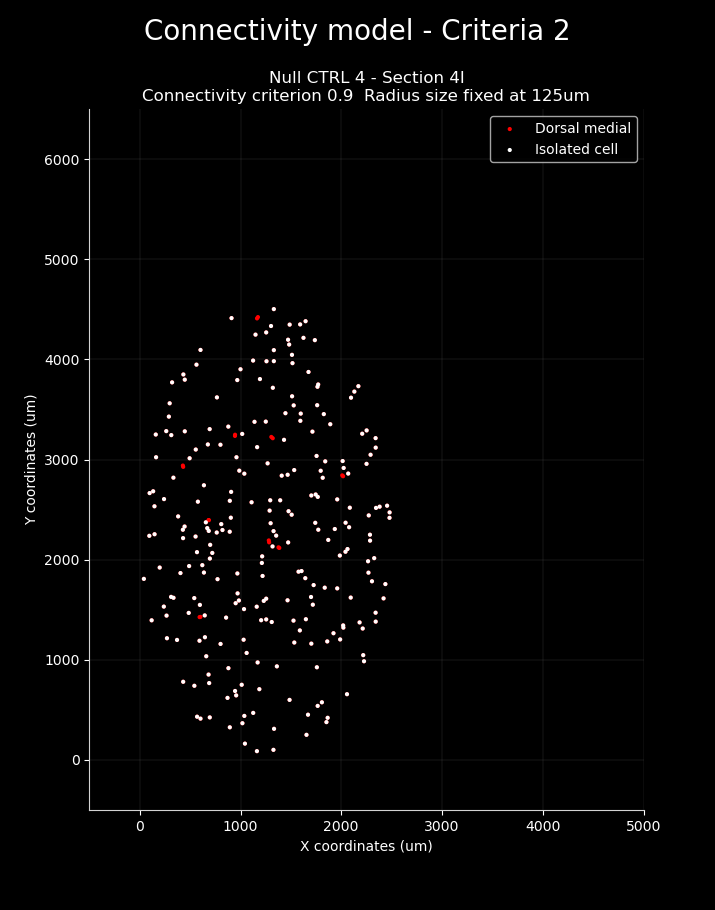 Connectivity model - Criteria 2
Null CTRL 4 - Section 4I
Connectivity criterion 0.9  Radius size fixed at 125um
Dorsal medial
Isolated cell
Y coordinates (um)
6000
5000
4000
3000
2000
1000
0
0 1000 2000 3000 4000 5000
X coordinates (um)